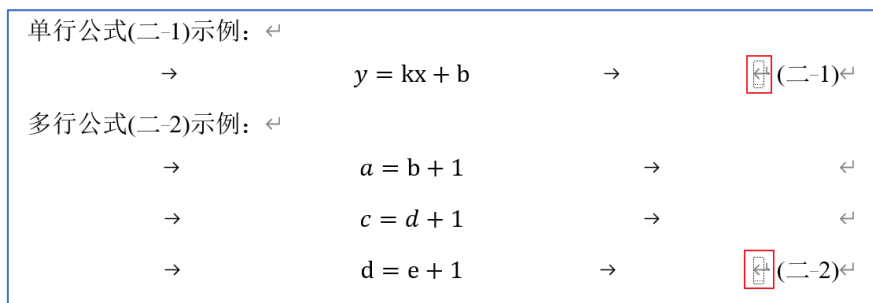 单行公式(二-1)示例：↵
→ y = kx + b → ↵ (二-1)↵
多行公式(二-2)示例：↵
→ a = b + 1 → ↵
→ c = d + 1 → ↵
→ d = e + 1 → ↵ (二-2)↵